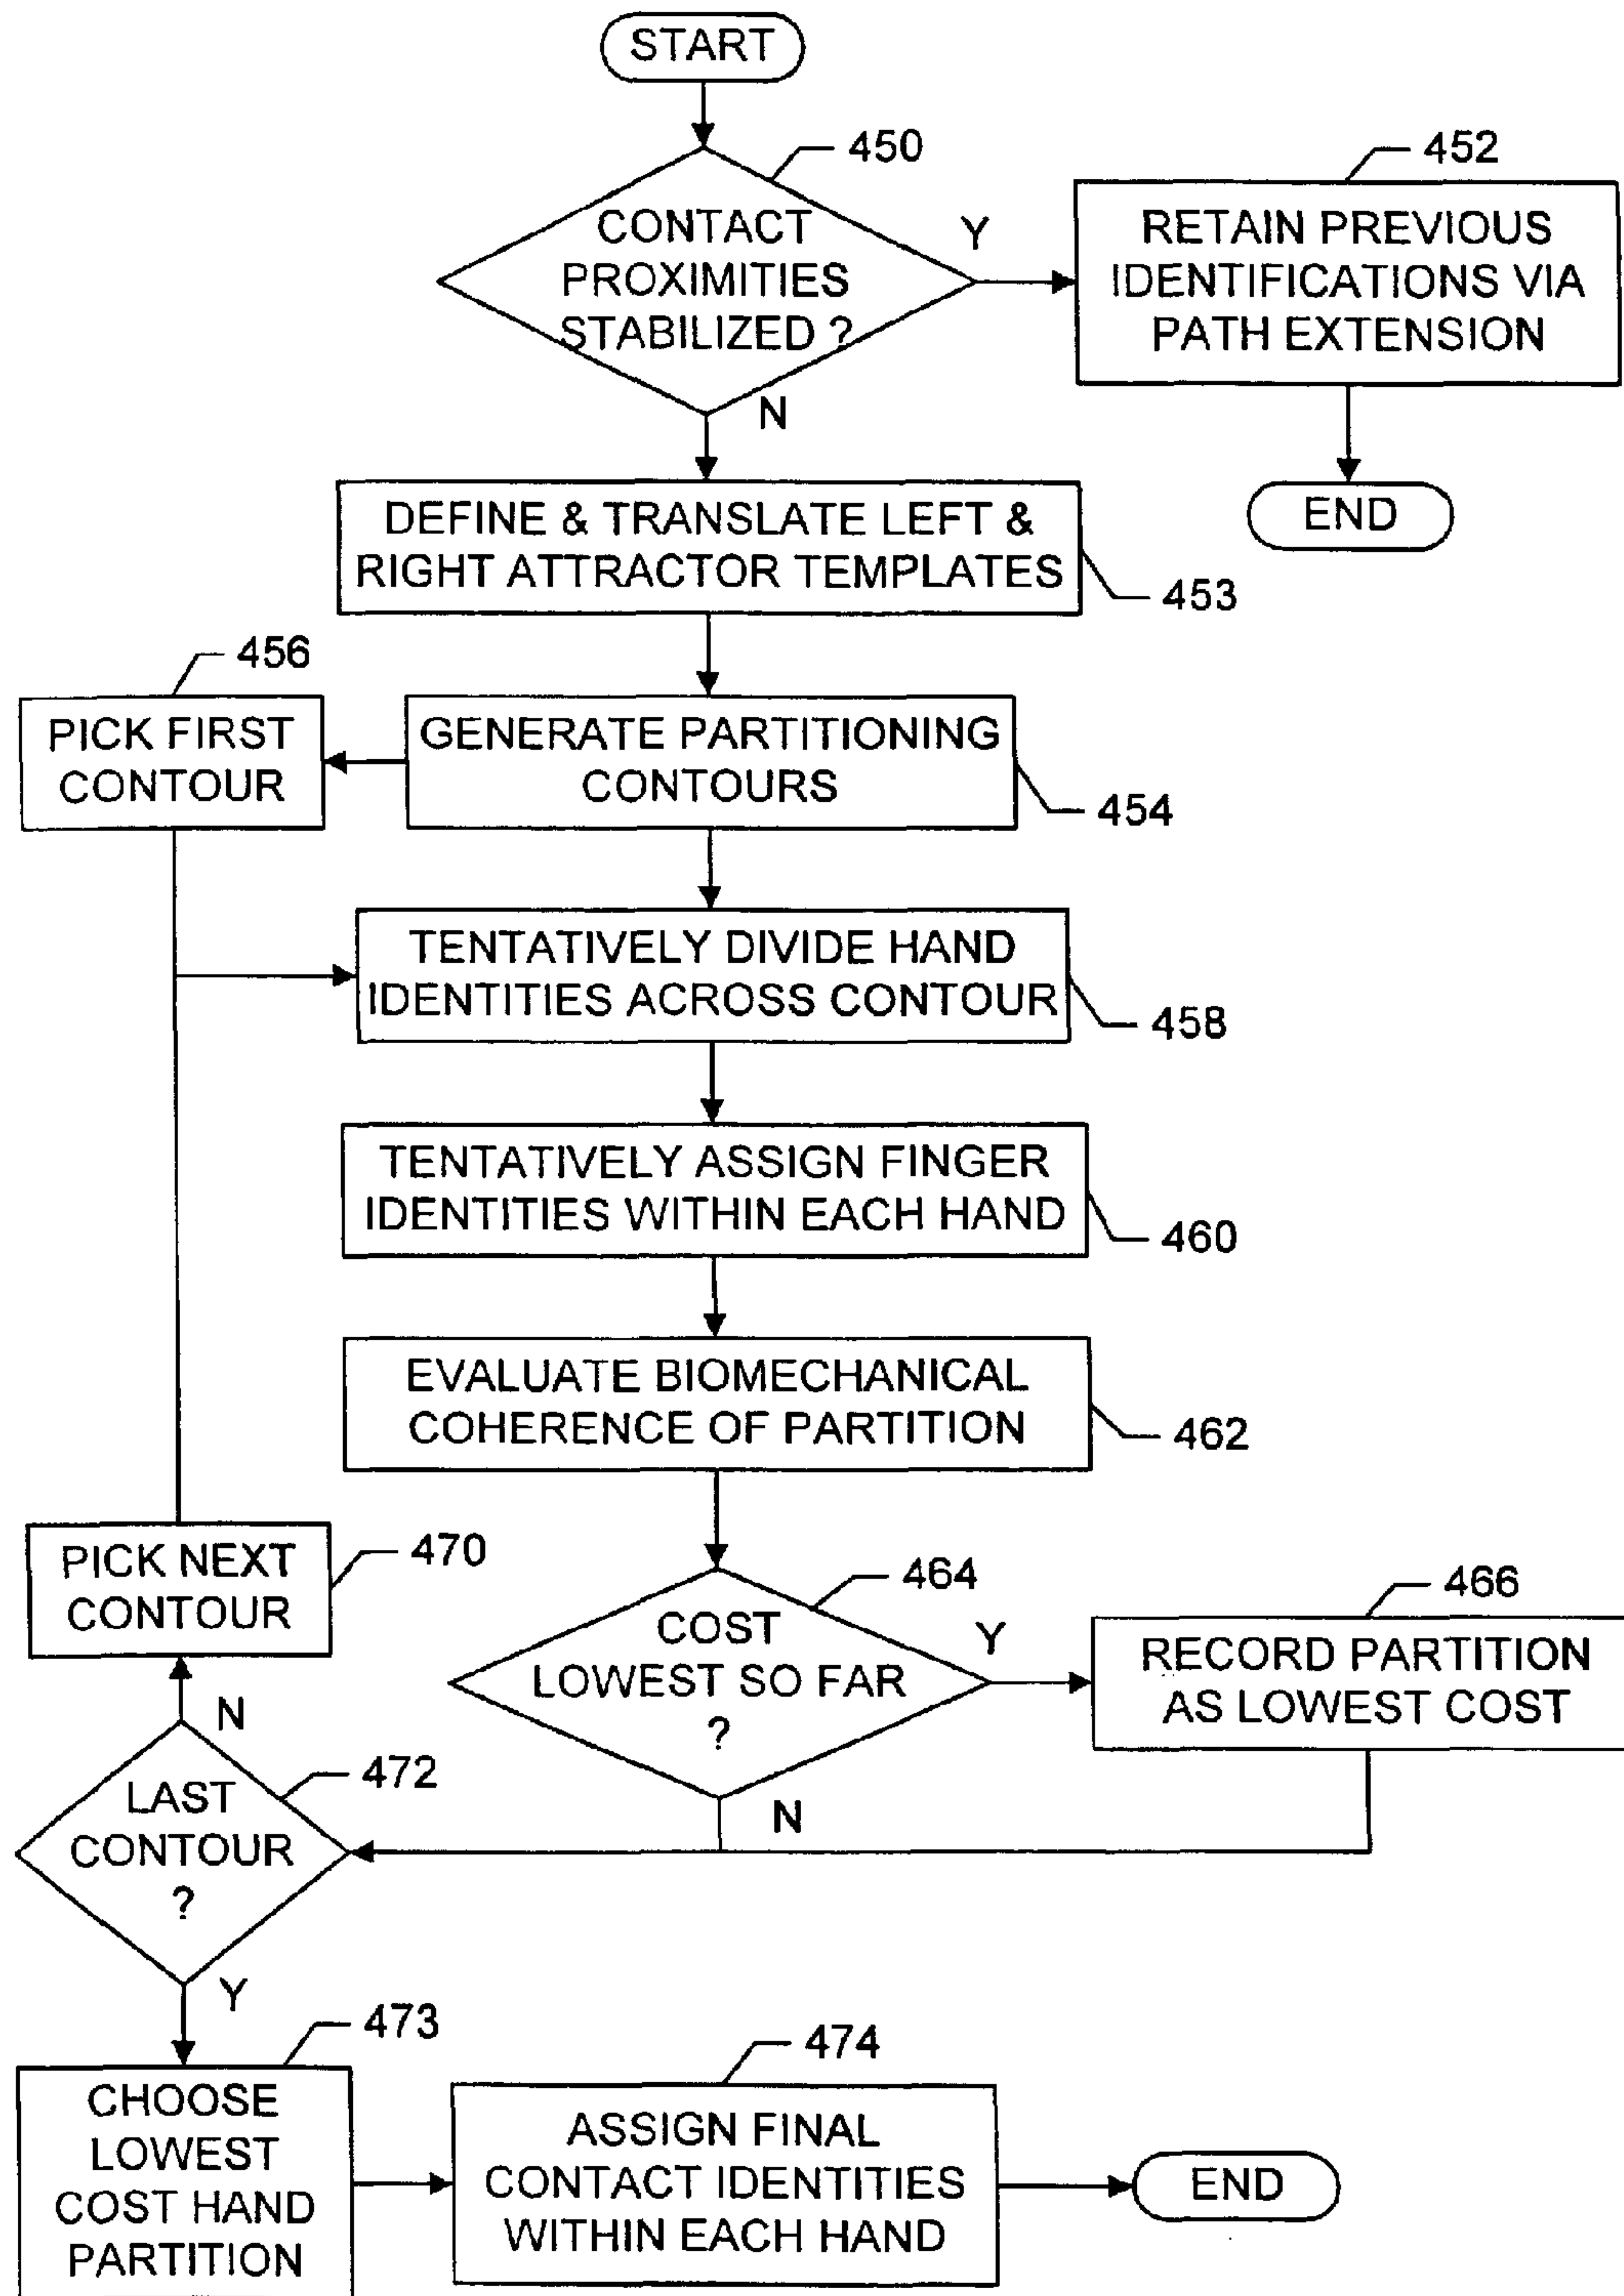 START
450
CONTACT
PROXIMITIES
STABILIZED ?
Y
N
452
RETAIN PREVIOUS
IDENTIFICATIONS VIA
PATH EXTENSION
END
DEFINE & TRANSLATE LEFT &
RIGHT ATTRACTOR TEMPLATES
453
456
PICK FIRST
CONTOUR
GENERATE PARTITIONING
CONTOURS
454
TENTATIVELY DIVIDE HAND
IDENTITIES ACROSS CONTOUR
458
TENTATIVELY ASSIGN FINGER
IDENTITIES WITHIN EACH HAND
460
EVALUATE BIOMECHANICAL
COHERENCE OF PARTITION
462
PICK NEXT
CONTOUR
470
464
COST
LOWEST SO FAR
?
Y
N
466
RECORD PARTITION
AS LOWEST COST
N
472
LAST
CONTOUR
?
Y
473
CHOOSE
LOWEST
COST HAND
PARTITION
474
ASSIGN FINAL
CONTACT IDENTITIES
WITHIN EACH HAND
END